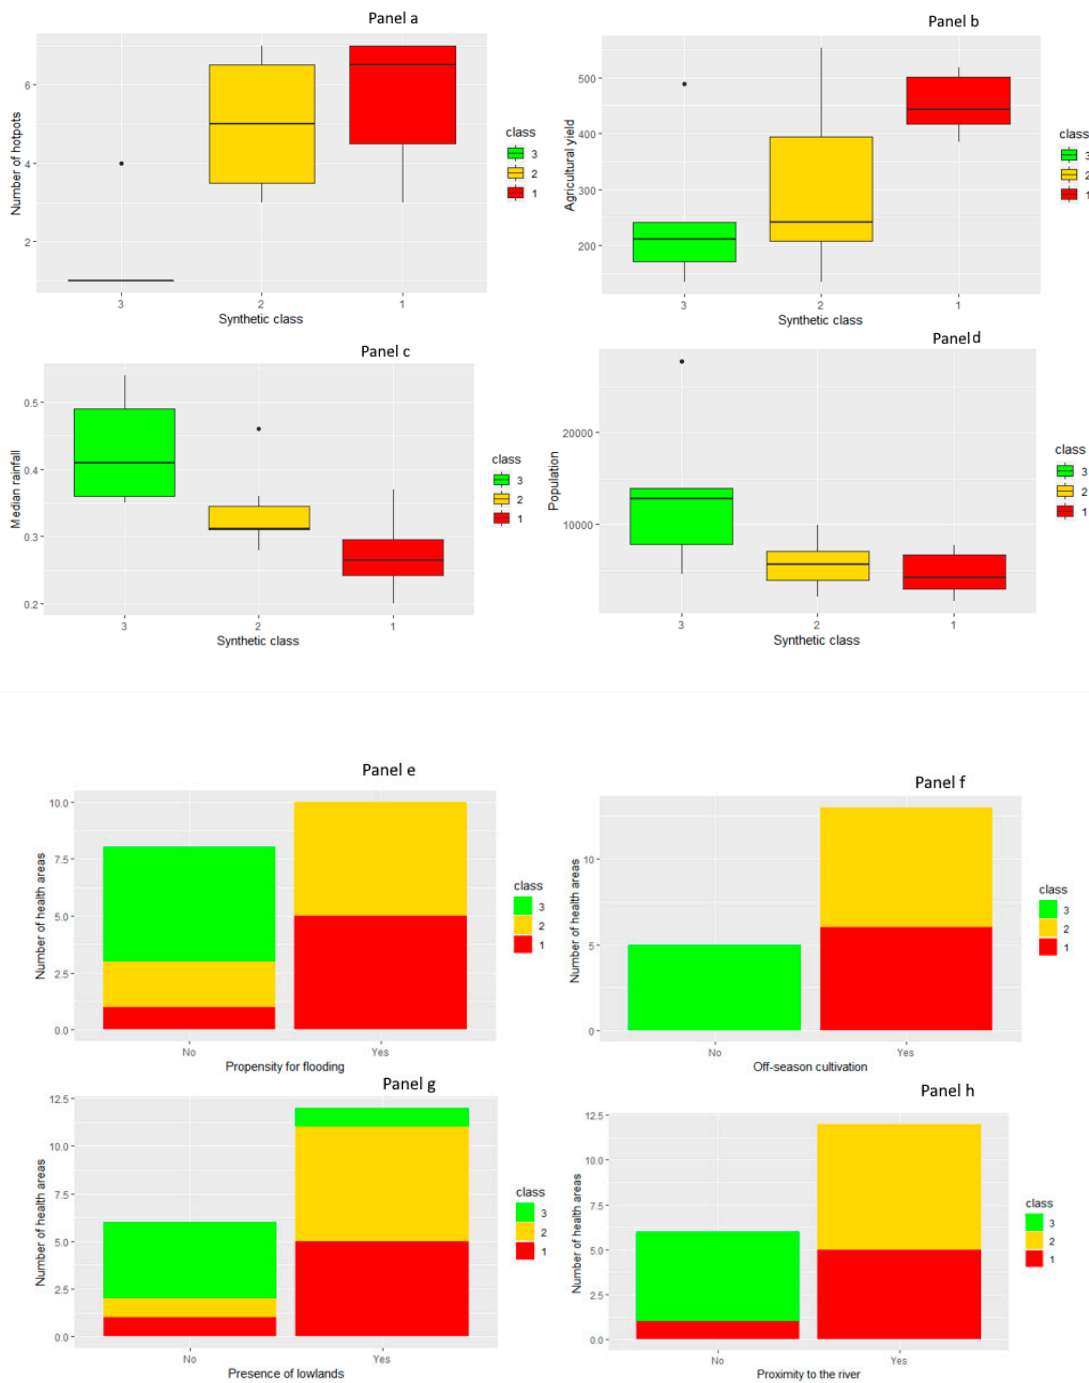 Panel a
Number of hotpots
6
4
2
3
2
1
Synthetic class
class
3
2
1
Panel b
Agricultural yield
500
400
300
200
3
2
1
Synthetic class
class
3
2
1
Panel c
Median rainfall
0.5
0.4
0.3
0.2
3
2
1
Synthetic class
class
3
2
1
Panel d
Population
20000
10000
3
2
1
Synthetic class
class
3
2
1
Panel e
Number of health areas
10.0
7.5
5.0
2.5
0.0
No
Yes
Propensity for flooding
class
3
2
1
Panel f
Number of health areas
10
5
0
No
Yes
Off-season cultivation
class
3
2
1
Panel g
Number of health areas
12.5
10.0
7.5
5.0
2.5
0.0
No
Yes
Presence of lowlands
class
3
2
1
Panel h
Number of health areas
12.5
10.0
7.5
5.0
2.5
0.0
No
Yes
Proximity to the river
class
3
2
1